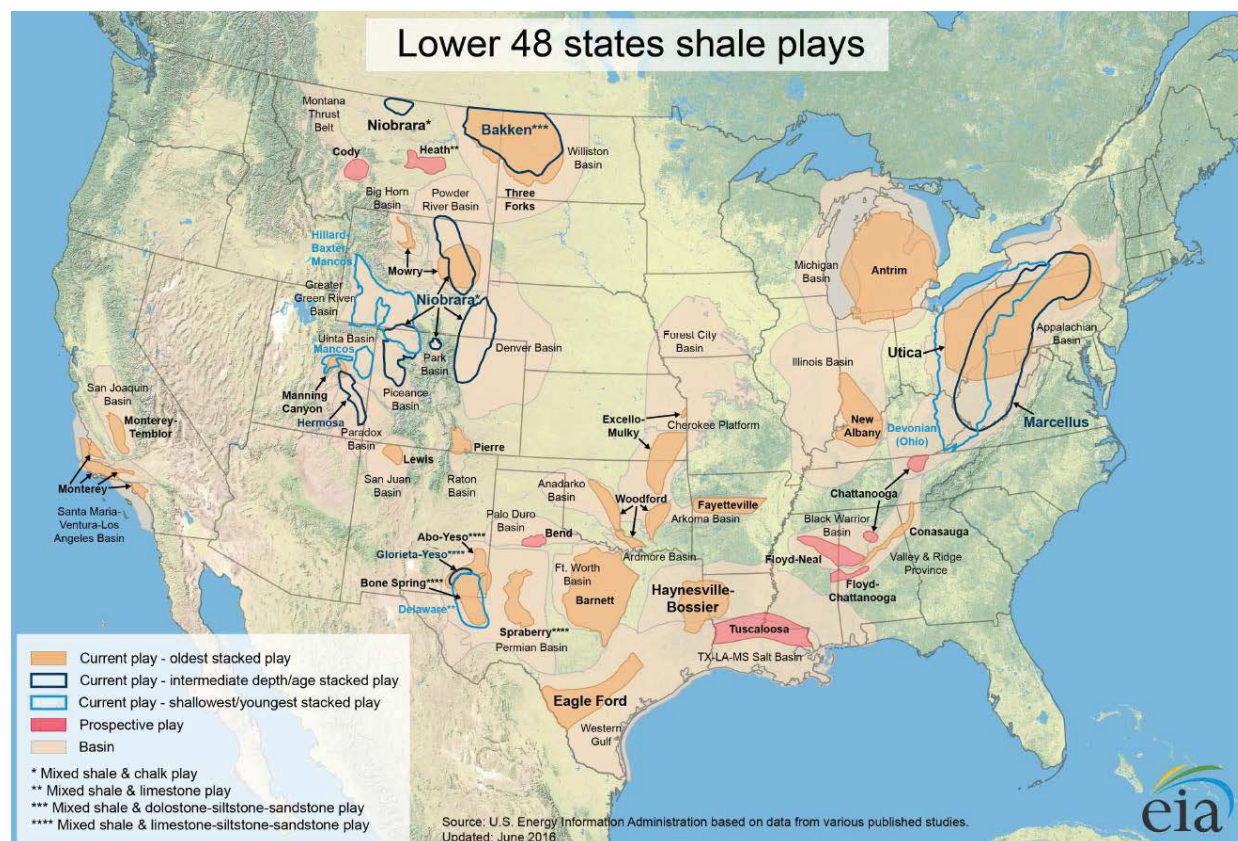 Lower 48 states shale plays
Montana
Thrust
Belt
Niobrara*
Bakken***
Williston
Basin
Cody
Heath**
Big Horn
Basin
Powder
River Basin
Three
Forks
Hillard-
Baxter-
Mancos
Mowry
Greater
Green River
Basin
Niobrara*
Uinta Basin
Mancos
Park
Basin
Denver Basin
Manning
Canyon
Hermosa
Piceance
Basin
Paradox
Basin
San Joaquin
Basin
Monterey-
Temblor
Monterey
Santa Maria-
Ventura-Los
Angeles Basin
Lewis
San Juan
Basin
Pierre
Raton
Basin
Forest City
Basin
Excello-
Mulky
Cherokee Platform
Michigan
Basin
Antrim
Illinois Basin
New
Albany
Utica
Appalachian
Basin
Devonian
(Ohio)
Marcellus
Anadarko
Basin
Woodford
Fayetteville
Arkoma Basin
Palo Duro
Basin
Bend
Ardmore Basin
Chattanooga
Black Warrior
Basin
Conasauga
Floyd-Neal
Valley & Ridge
Province
Floyd-
Chattanooga
Abo-Yeso****
Glorieta-Yeso****
Bone Spring****
Delaware**
Ft. Worth
Basin
Barnett
Haynesville-
Bossier
Spraberry****
Permian Basin
Tuscaloosa
TX-LA-MS Salt Basin
Eagle Ford
Western
Gulf
Current play - oldest stacked play
Current play - intermediate depth/age stacked play
Current play - shallowest/youngest stacked play
Prospective play
Basin
* Mixed shale & chalk play
** Mixed shale & limestone play
*** Mixed shale & dolostone-siltstone-sandstone play
**** Mixed shale & limestone-siltstone-sandstone play
Source: U.S. Energy Information Administration based on data from various published studies.
Updated: June 2016
eia